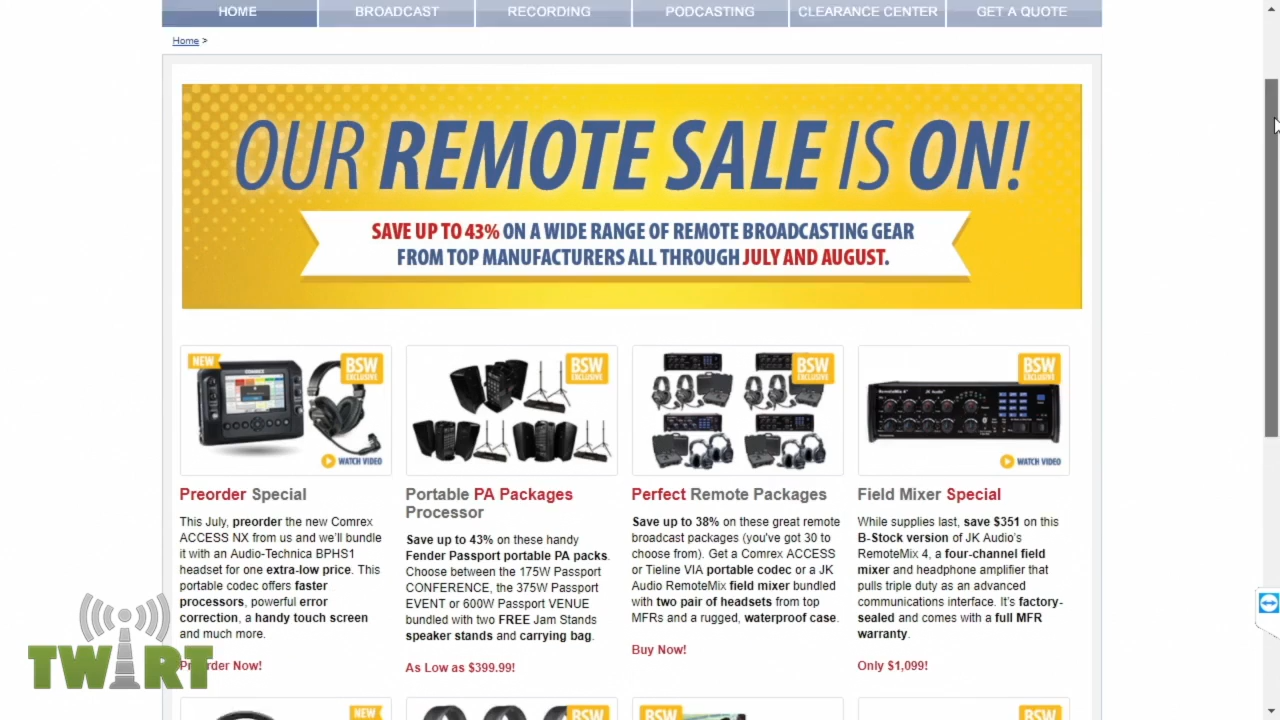 HOME BROADCAST RECORDING PODCASTING CLEARANCE CENTER GET A QUOTE
Home >
OUR REMOTE SALE IS ON!
SAVE UP TO 43% ON A WIDE RANGE OF REMOTE BROADCASTING GEAR
FROM TOP MANUFACTURERS ALL THROUGH JULY AND AUGUST.
NEW
BSW
EXCLUSIVE
WATCH VIDEO
Preorder Special
This July, preorder the new Comrex
ACCESS NX from us and we'll bundle
it with an Audio-Technica BPHS1
headset for one extra-low price. This
portable codec offers faster
processors, powerful error
correction, a handy touch screen
and much more.
Preorder Now!
BSW
EXCLUSIVE
Portable PA Packages
Processor
Save up to 43% on these handy
Fender Passport portable PA packs.
Choose between the 175W Passport
CONFERENCE, the 375W Passport
EVENT or 600W Passport VENUE
bundled with two FREE Jam Stands
speaker stands and carrying bag.
As Low as $399.99!
BSW
EXCLUSIVE
Perfect Remote Packages
Save up to 38% on these great remote
broadcast packages (you've got 30 to
choose from). Get a Comrex ACCESS
or Tieline VIA portable codec or a JK
Audio RemoteMix field mixer bundled
with two pair of headsets from top
MFRs and a rugged, waterproof case.
Buy Now!
BSW
EXCLUSIVE
RemoteMix 4
JK Audio
WATCH VIDEO
Field Mixer Special
While supplies last, save $351 on this
B-Stock version of JK Audio's
RemoteMix 4, a four-channel field
mixer and headphone amplifier that
pulls triple duty as an advanced
communications interface. It's factory-
sealed and comes with a full MFR
warranty.
Only $1,099!
NEW
BSW
BSW
BSW
TWIRT